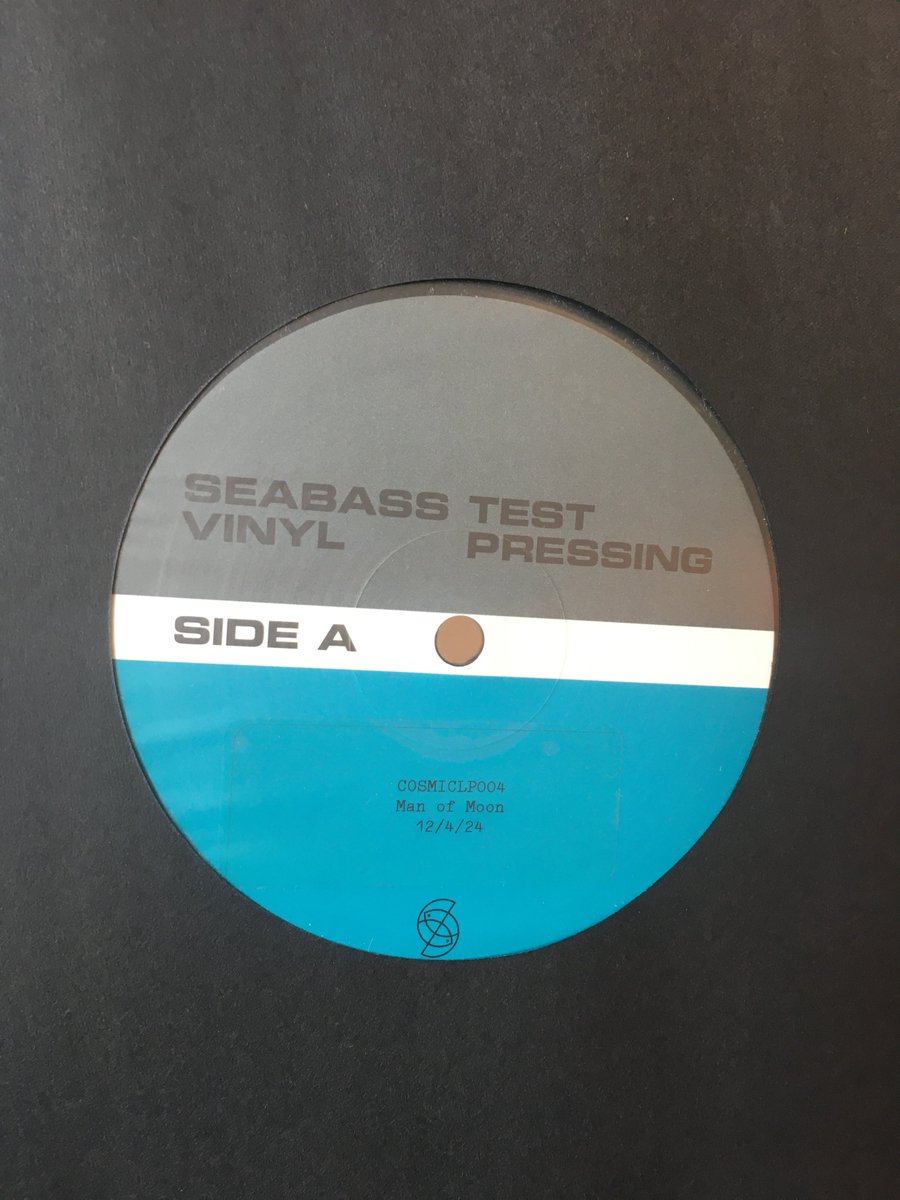 SEABASS TEST
VINYL PRESSING
SIDE A
COSMICLP004
Man of Moon
12/4/24